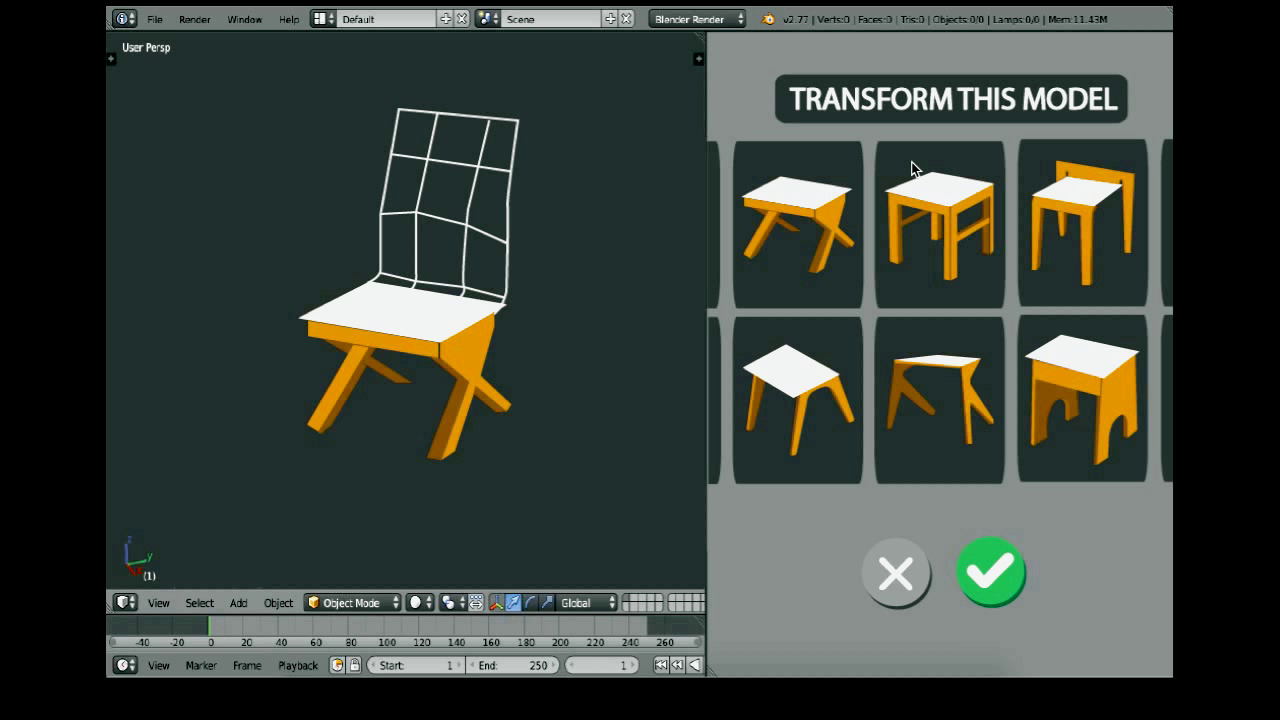 File Render Window Help Default Scene Blender Render v2.77 | Verts:0 | Faces:0 | Tris:0 | Objects:0/0 | Lamps:0/0 | Mem:11.43M
User Persp
TRANSFORM THIS MODEL
z
y
(1)
View Select Add Object Object Mode Global
-40 -20 0 20 40 60 80 100 120 140 160 180 200 220 240 260
View Marker Frame Playback Start: 1 End: 250 1